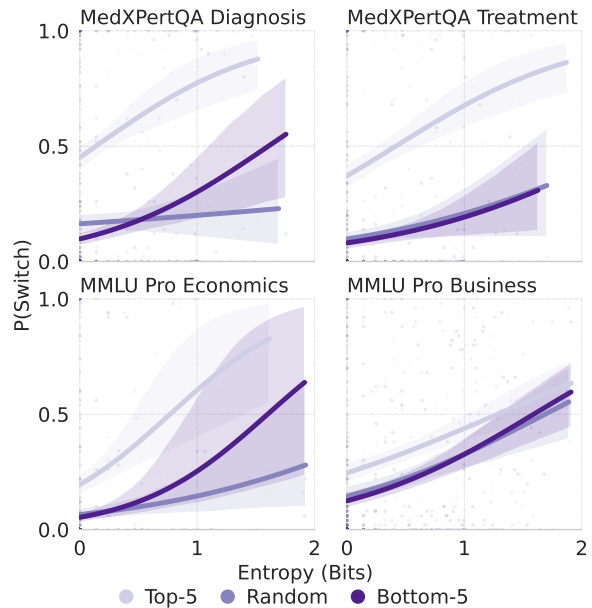 MedXPertQA Diagnosis MedXPertQA Treatment
1.0
0.5
0.0
MMLU Pro Economics MMLU Pro Business
1.0
0.5
0.0
P(Switch)
0 1 2 0 1 2
Entropy (Bits)
Top-5 Random Bottom-5